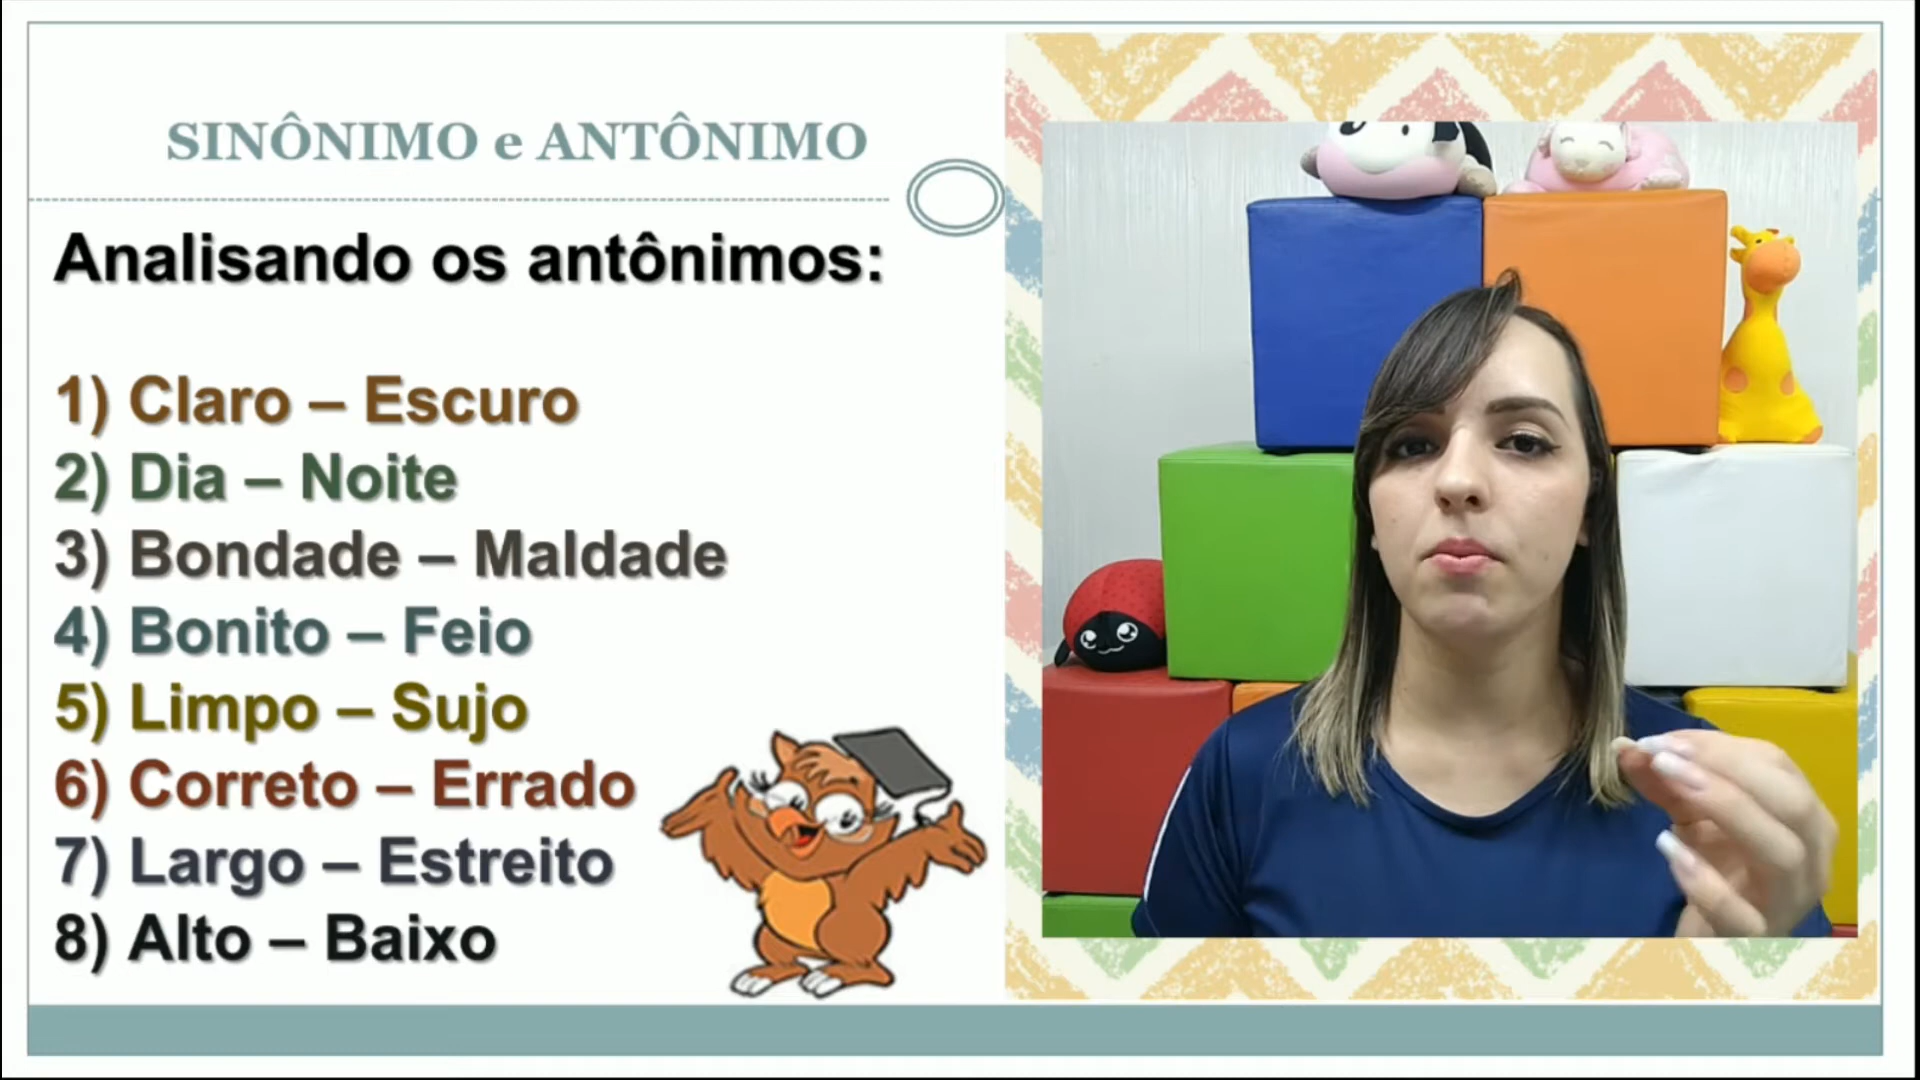 SINÔNIMO e ANTÔNIMO
Analisando os antônimos:
1) Claro – Escuro
2) Dia – Noite
3) Bondade – Maldade
4) Bonito – Feio
5) Limpo – Sujo
6) Correto – Errado
7) Largo – Estreito
8) Alto – Baixo